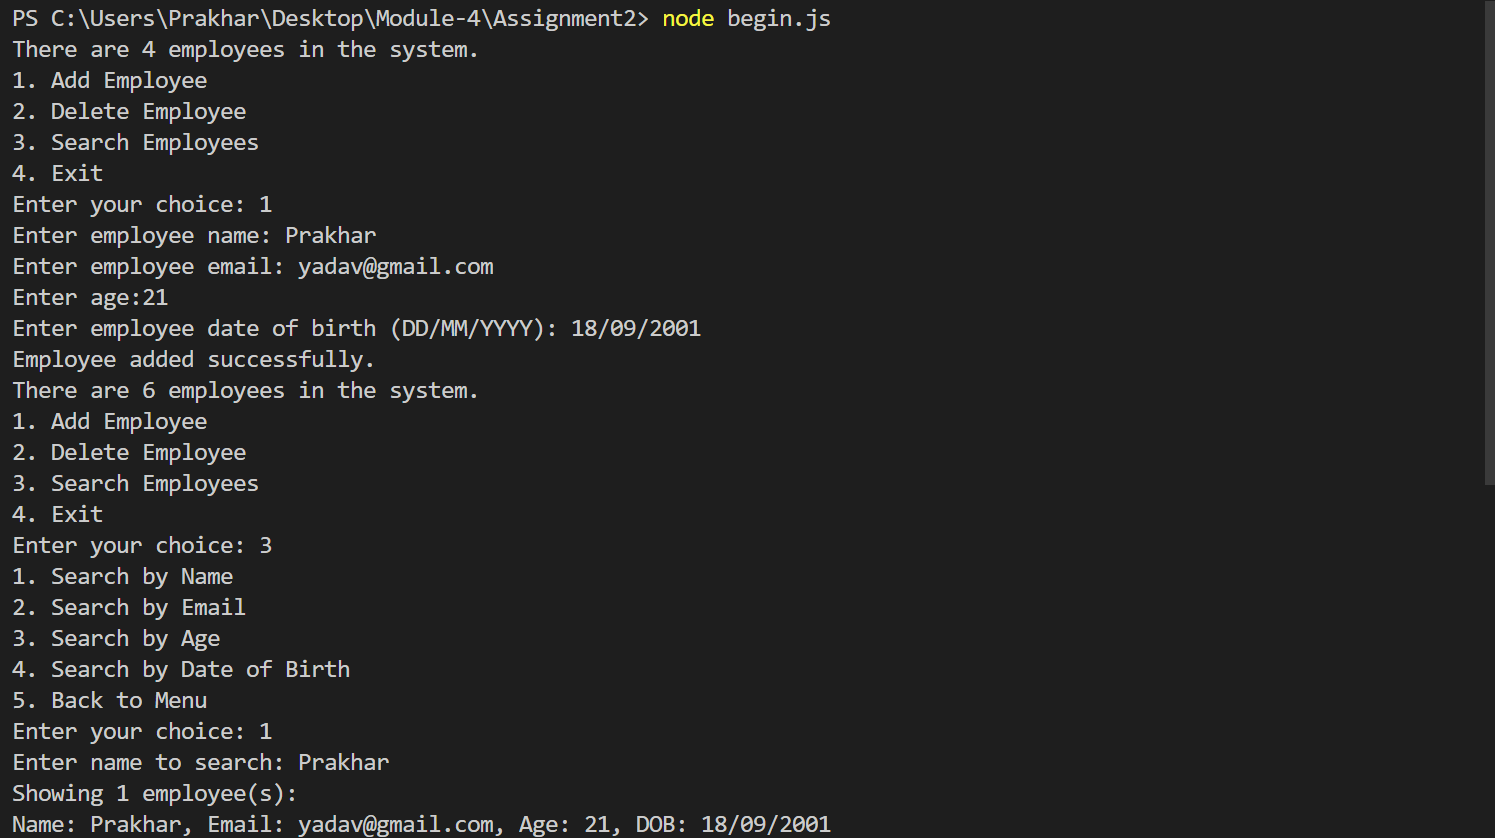 PS C:\Users\Prakhar\Desktop\Module-4\Assignment2> node begin.js
There are 4 employees in the system.
1. Add Employee
2. Delete Employee
3. Search Employees
4. Exit
Enter your choice: 1
Enter employee name: Prakhar
Enter employee email: yadav@gmail.com
Enter age:21
Enter employee date of birth (DD/MM/YYYY): 18/09/2001
Employee added successfully.
There are 6 employees in the system.
1. Add Employee
2. Delete Employee
3. Search Employees
4. Exit
Enter your choice: 3
1. Search by Name
2. Search by Email
3. Search by Age
4. Search by Date of Birth
5. Back to Menu
Enter your choice: 1
Enter name to search: Prakhar
Showing 1 employee(s):
Name: Prakhar, Email: yadav@gmail.com, Age: 21, DOB: 18/09/2001